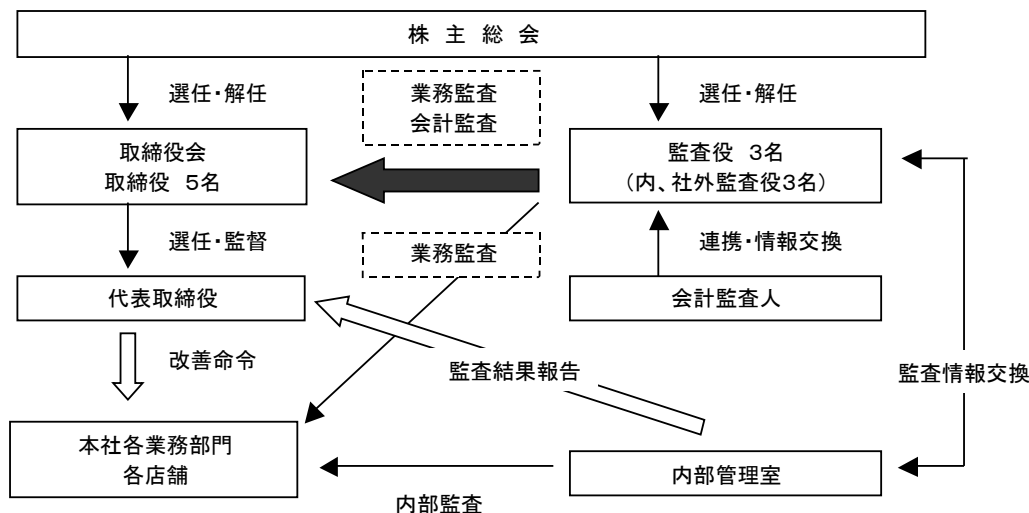 株 主 総 会
選任・解任
業務監査
会計監査
選任・解任
取締役会
取締役 5名
監査役 3名
（内、社外監査役3名）
選任・監督
業務監査
連携・情報交換
代表取締役
会計監査人
改善命令
監査結果報告
監査情報交換
本社各業務部門
各店舗
内部管理室
内部監査